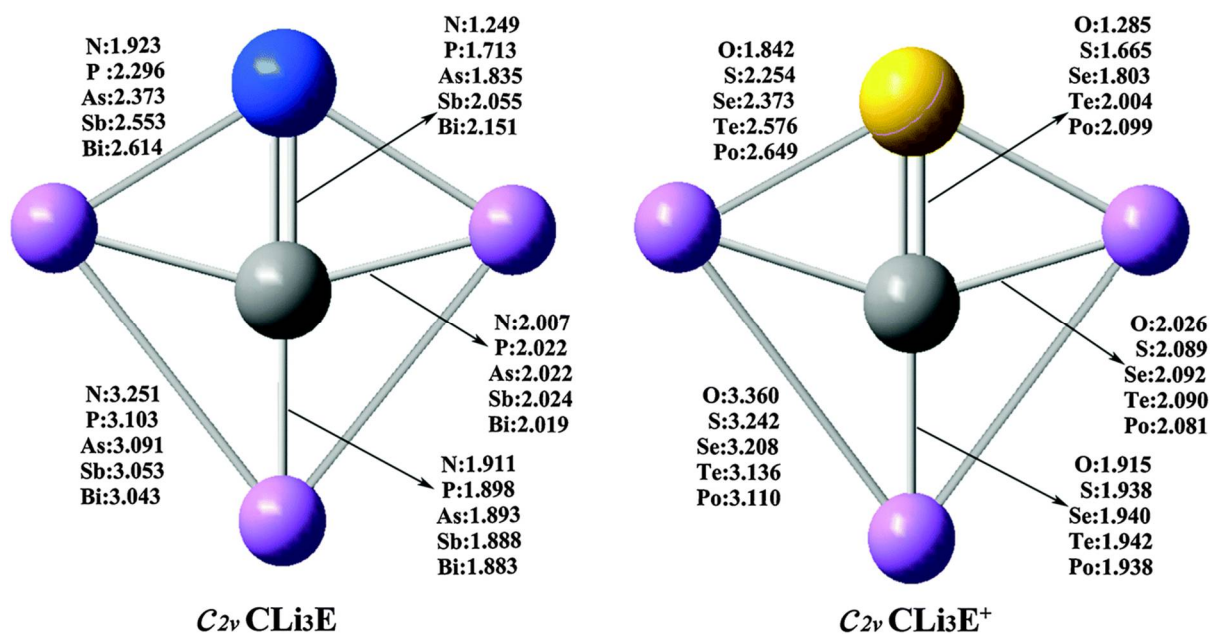 N:1.923
P :2.296
As:2.373
Sb:2.553
Bi:2.614
N:1.249
P:1.713
As:1.835
Sb:2.055
Bi:2.151
N:2.007
P:2.022
As:2.022
Sb:2.024
Bi:2.019
N:3.251
P:3.103
As:3.091
Sb:3.053
Bi:3.043
N:1.911
P:1.898
As:1.893
Sb:1.888
Bi:1.883
C2v CLi3E
O:1.842
S:2.254
Se:2.373
Te:2.576
Po:2.649
O:1.285
S:1.665
Se:1.803
Te:2.004
Po:2.099
O:2.026
S:2.089
Se:2.092
Te:2.090
Po:2.081
O:3.360
S:3.242
Se:3.208
Te:3.136
Po:3.110
O:1.915
S:1.938
Se:1.940
Te:1.942
Po:1.938
C2v CLi3E+